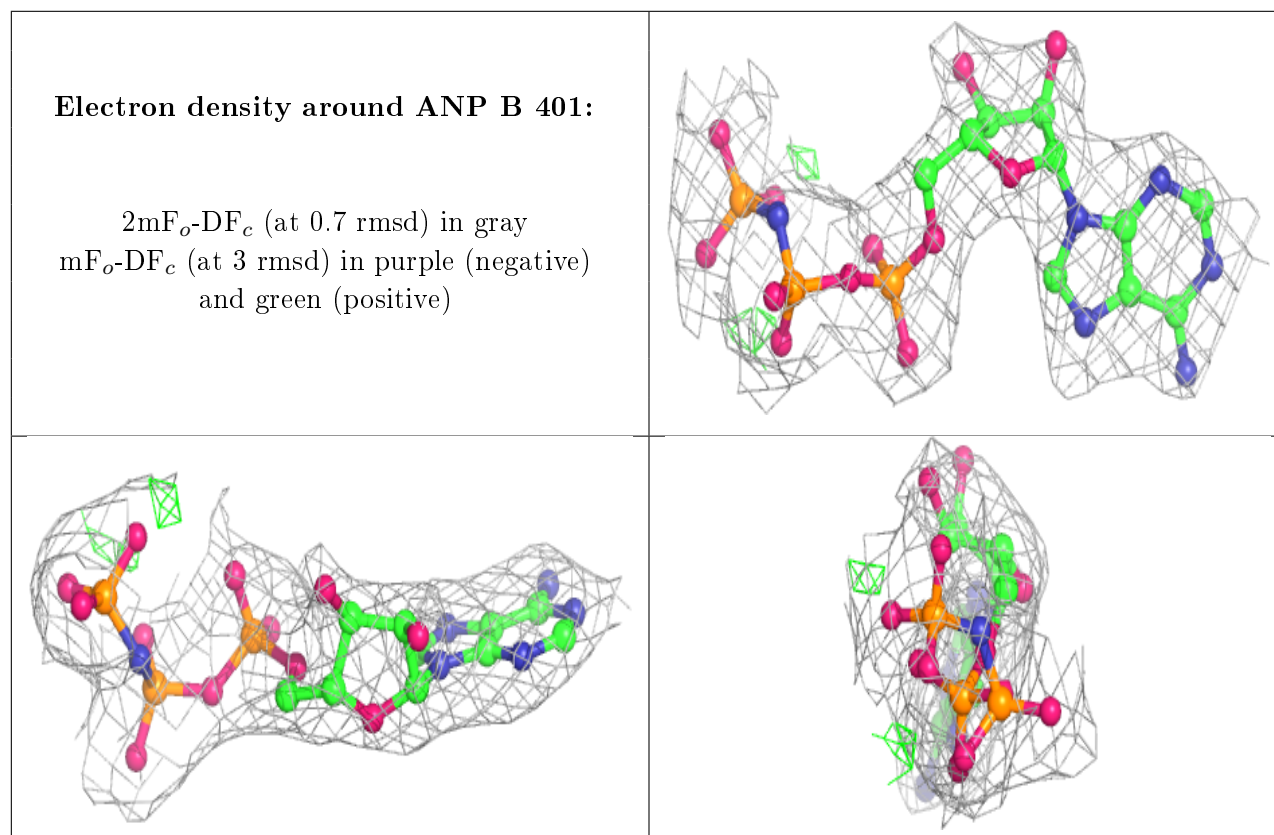 Electron density around ANP B 401:
2mFo-DFc (at 0.7 rmsd) in gray
mFo-DFc (at 3 rmsd) in purple (negative)
and green (positive)